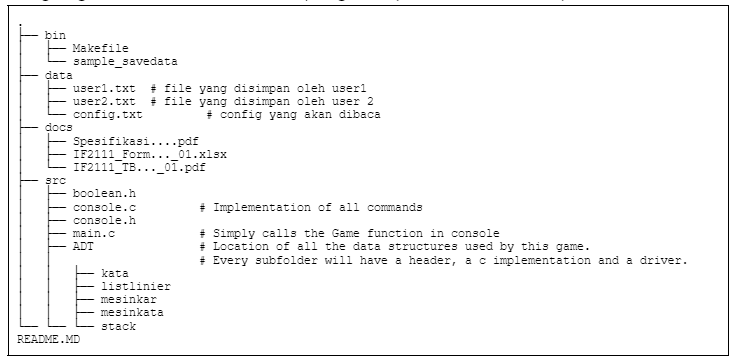 .
├── bin
│   ├── Makefile
│   └── sample_savedata
├── data
│   ├── user1.txt  # file yang disimpan oleh user1
│   ├── user2.txt  # file yang disimpan oleh user 2
│   └── config.txt         # config yang akan dibaca
├── docs
│   ├── Spesifikasi....pdf
│   ├── IF2111_Form..._01.xlsx
│   └── IF2111_TB..._01.pdf
├── src
│   ├── boolean.h
│   ├── console.c        # Implementation of all commands
│   ├── console.h
│   ├── main.c           # Simply calls the Game function in console
│   ├── ADT              # Location of all the data structures used by this game.
│   │                    # Every subfolder will have a header, a c implementation and a driver.
│   │   ├── kata
│   │   ├── listlinier
│   │   ├── mesinkar
│   │   ├── mesinkata
└── └── └── stack
README.MD